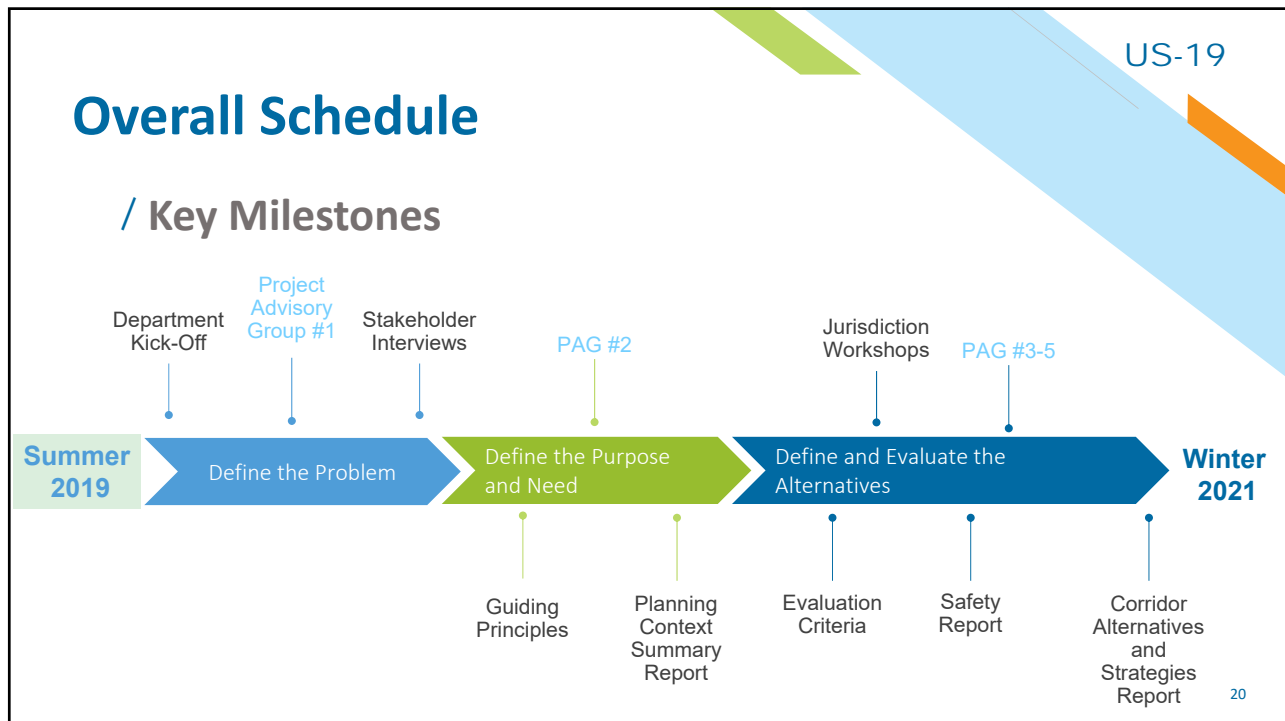 US-19
Overall Schedule
/ Key Milestones
Department
Kick-Off
Project
Advisory
Group #1
Stakeholder
Interviews
PAG #2
Jurisdiction
Workshops
PAG #3-5
Summer
2019
Define the Problem
Define the Purpose
and Need
Define and Evaluate the
Alternatives
Winter
2021
Guiding
Principles
Planning
Context
Summary
Report
Evaluation
Criteria
Safety
Report
Corridor
Alternatives
and
Strategies
Report
20